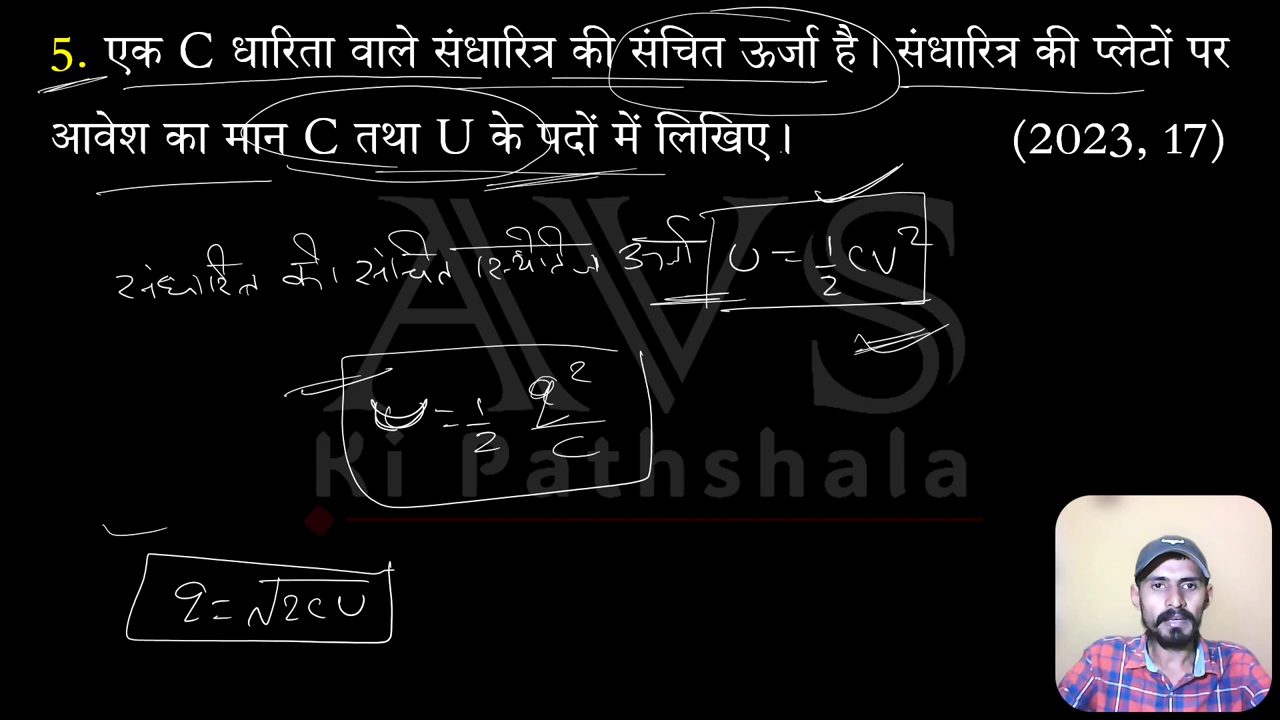 5. एक C धारिता वाले संधारित्र की संचित ऊर्जा है। संधारित्र की प्लेटों पर
आवेश का मान C तथा U के पदों में लिखिए। (2023, 17)
संधारित्र की संचित स्थितिज ऊर्जा U = 1/2 CV²
U = 1/2 q²/C
q = √2CU
AVS
Ki Pathshala